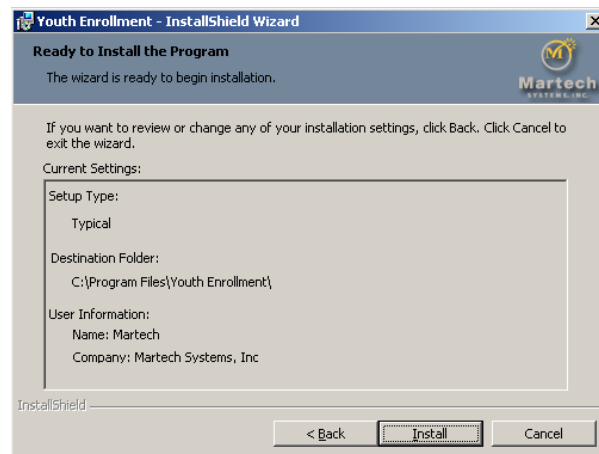 Youth Enrollment - InstallShield Wizard
Ready to Install the Program
The wizard is ready to begin installation.
M
Martech
SYSTEMS, INC.
If you want to review or change any of your installation settings, click Back. Click Cancel to
exit the wizard.
Current Settings:
Setup Type:
Typical
Destination Folder:
C:\Program Files\Youth Enrollment\
User Information:
Name: Martech
Company: Martech Systems, Inc
InstallShield
< Back Install Cancel